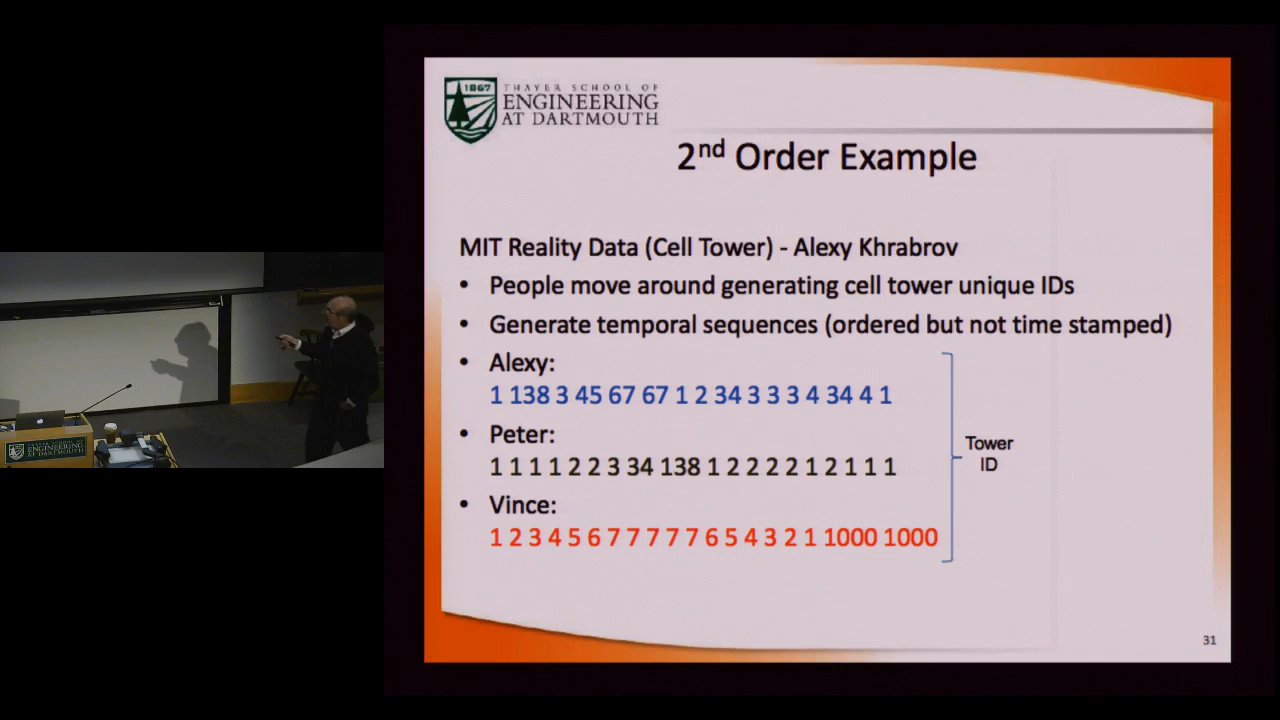 1867
THAYER SCHOOL OF
ENGINEERING
AT DARTMOUTH
2nd Order Example
MIT Reality Data (Cell Tower) - Alexy Khrabrov
• People move around generating cell tower unique IDs
• Generate temporal sequences (ordered but not time stamped)
• Alexy:
1 138 3 45 67 67 1 2 34 3 3 3 4 34 4 1
• Peter:
1 1 1 1 2 2 3 34 138 1 2 2 2 2 1 2 1 1 1
• Vince:
1 2 3 4 5 6 7 7 7 7 7 6 5 4 3 2 1 1000 1000
Tower
ID
31
ENGINEERING
AT DARTMOUTH